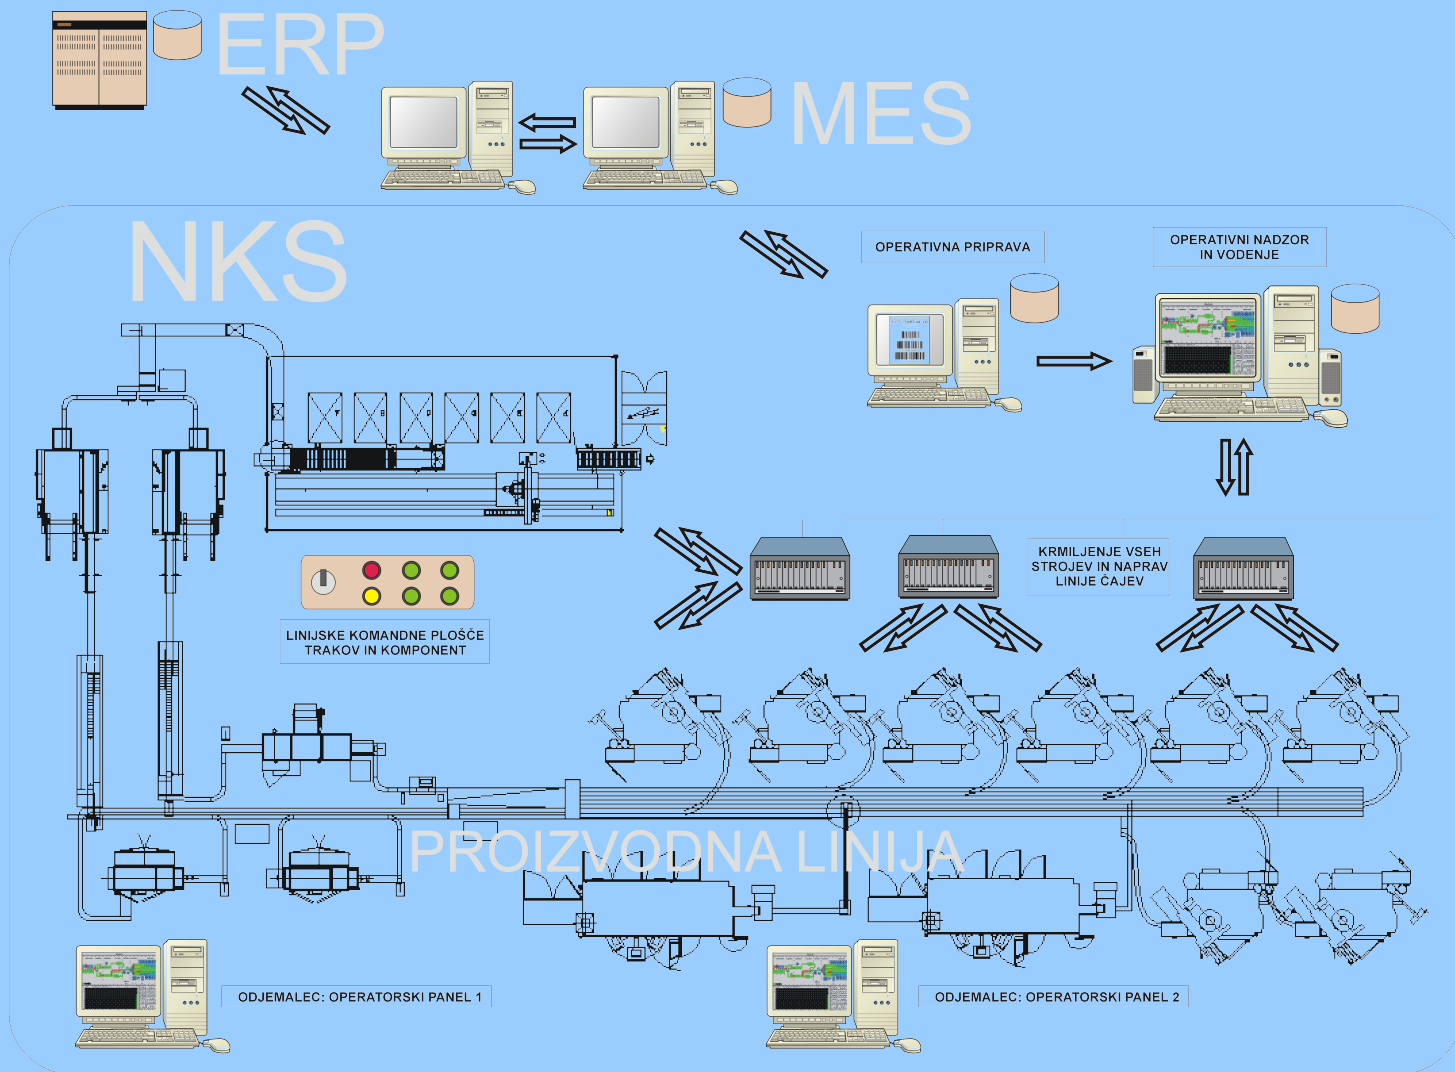 ERP
MES
NKS
OPERATIVNA PRIPRAVA
OPERATIVNI NADZOR
IN VODENJE
KRMILJENJE VSEH
STROJEV IN NAPRAV
LINIJE ČAJEV
LINIJSKE KOMANDNE PLOŠČE
TRAKOV IN KOMPONENT
PROIZVODNA LINIJA
ODJEMALEC: OPERATORSKI PANEL 1
ODJEMALEC: OPERATORSKI PANEL 2